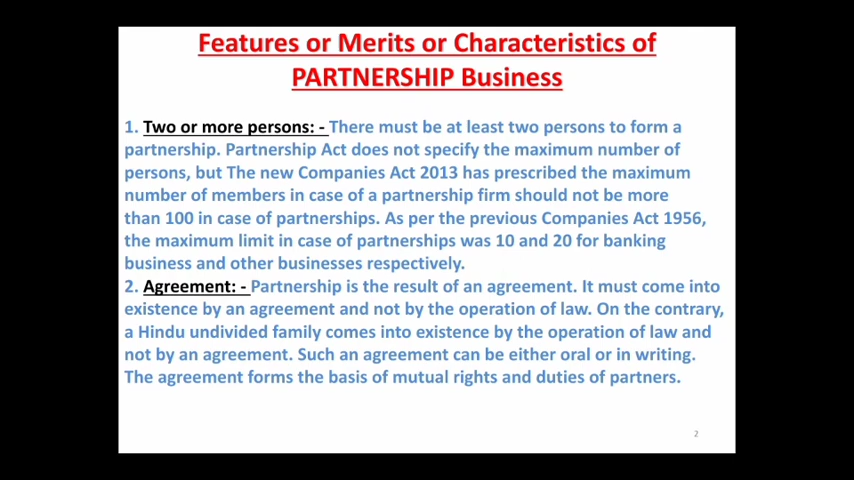 Features or Merits or Characteristics of
PARTNERSHIP Business
1. Two or more persons: - There must be at least two persons to form a
partnership. Partnership Act does not specify the maximum number of
persons, but The new Companies Act 2013 has prescribed the maximum
number of members in case of a partnership firm should not be more
than 100 in case of partnerships. As per the previous Companies Act 1956,
the maximum limit in case of partnerships was 10 and 20 for banking
business and other businesses respectively.
2. Agreement: - Partnership is the result of an agreement. It must come into
existence by an agreement and not by the operation of law. On the contrary,
a Hindu undivided family comes into existence by the operation of law and
not by an agreement. Such an agreement can be either oral or in writing.
The agreement forms the basis of mutual rights and duties of partners.
2